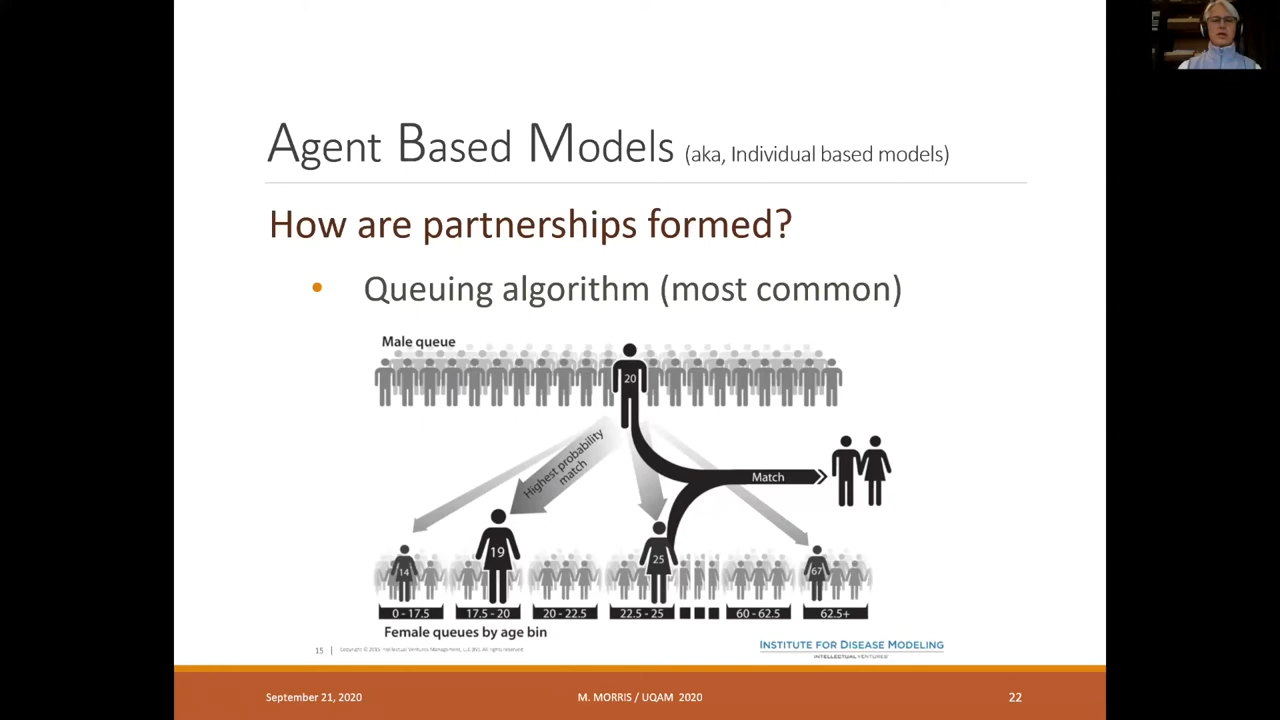 Agent Based Models (aka, Individual based models)
How are partnerships formed?
• Queuing algorithm (most common)
Male queue
20
Highest probability
match
Match
14
19
25
67
0 - 17.5
17.5 - 20
20 - 22.5
22.5 - 25
60 - 62.5
62.5+
Female queues by age bin
15 |
INSTITUTE FOR DISEASE MODELING
INTELLECTUAL VENTURES
September 21, 2020
M. MORRIS / UQAM 2020
22